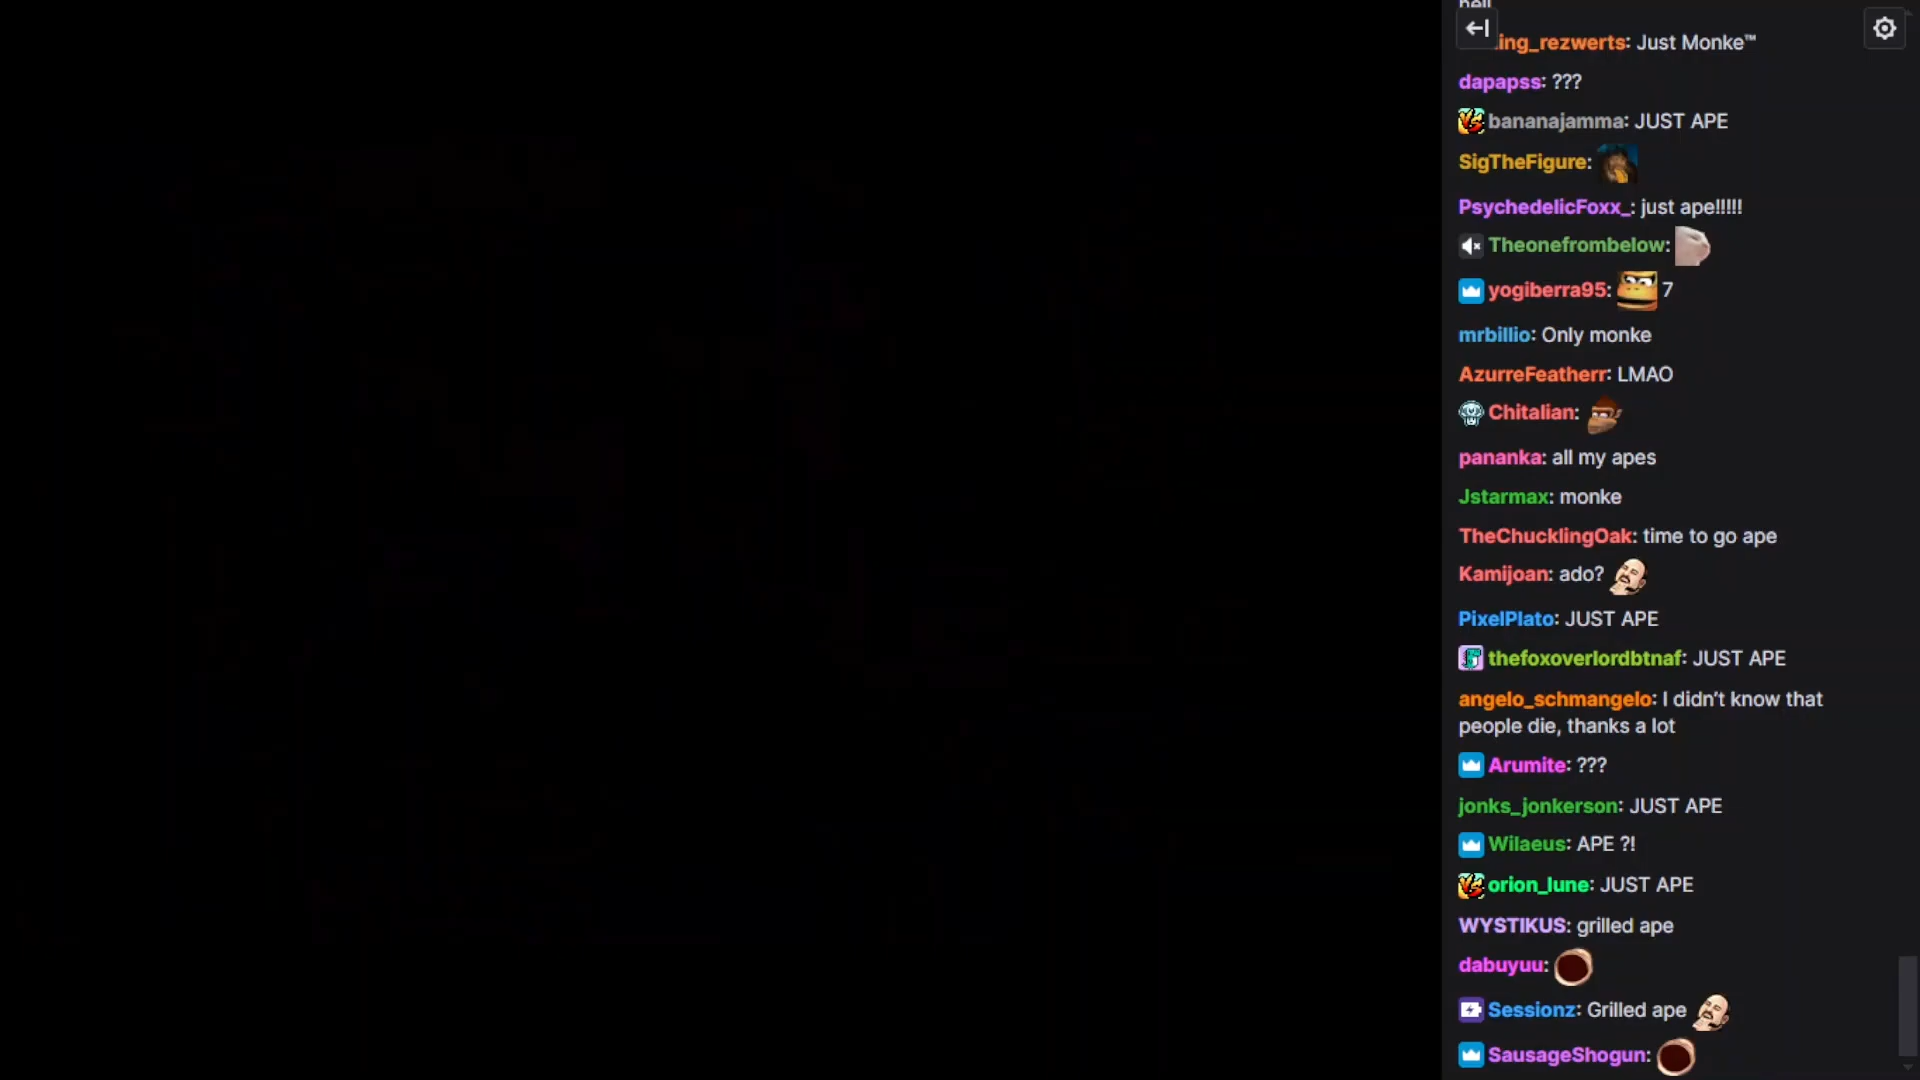 ing_rezwerts: Just Monke™
dapapss: ???
bananajamma: JUST APE
SigTheFigure:
PsychedelicFoxx_: just ape!!!!!
Theonefrombelow:
yogiberra95: 7
mrbillio: Only monke
AzurreFeatherr: LMAO
Chitalian:
pananka: all my apes
Jstarmax: monke
TheChucklingOak: time to go ape
Kamijoan: ado?
PixelPlato: JUST APE
thefoxoverlordbtnaf: JUST APE
angelo_schmangelo: I didn’t know that
people die, thanks a lot
Arumite: ???
jonks_jonkerson: JUST APE
Wilaeus: APE ?!
orion_lune: JUST APE
WYSTIKUS: grilled ape
dabuyuu:
Sessionz: Grilled ape
SausageShogun: